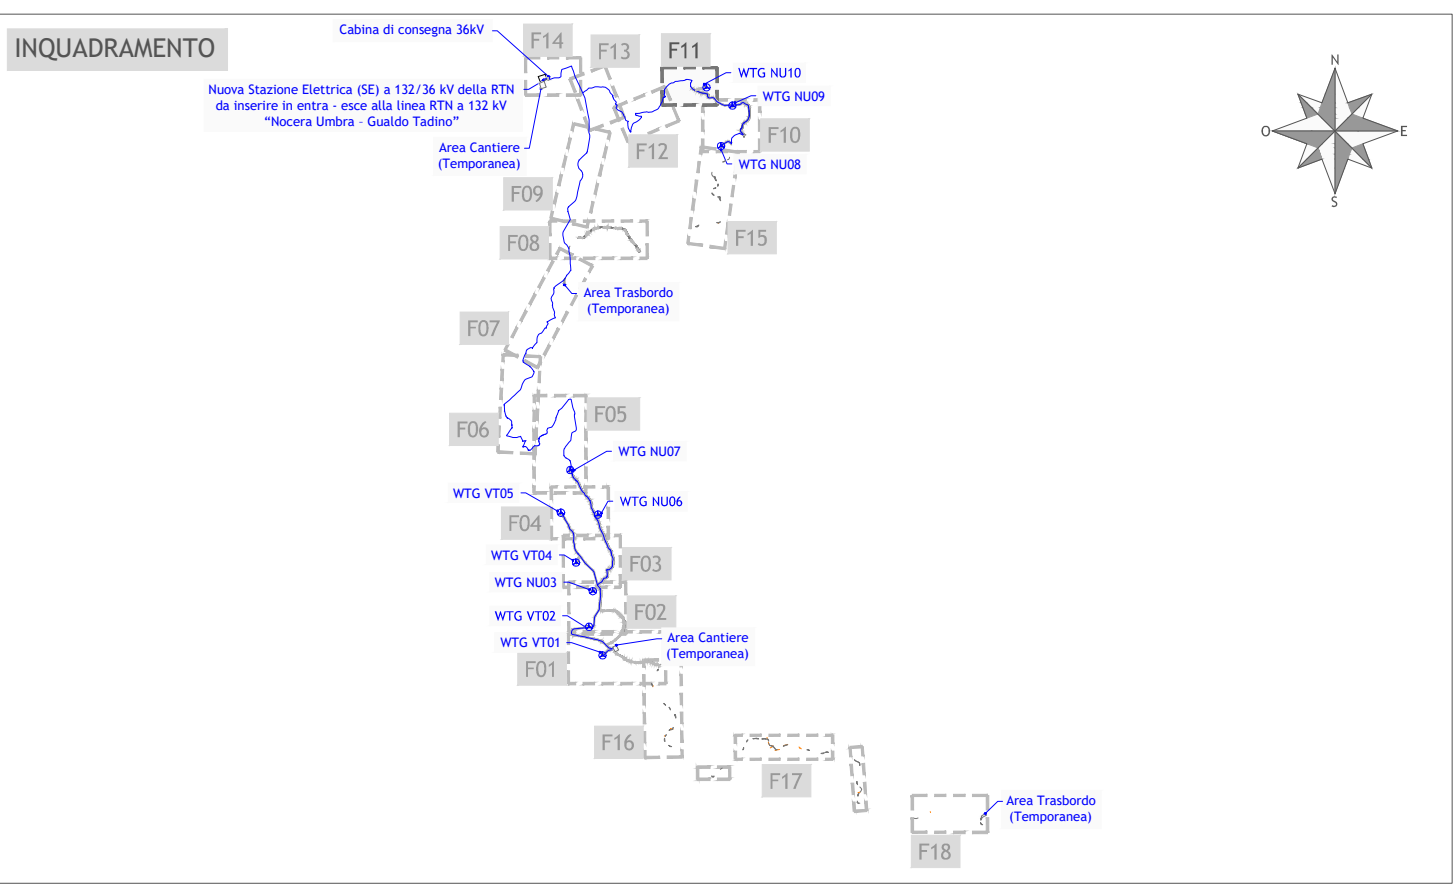 INQUADRAMENTO
Cabina di consegna 36kV
F14
F13
F11
WTG NU10
N
Nuova Stazione Elettrica (SE) a 132/36 kV della RTN
da inserire in entra - esce alla linea RTN a 132 kV
“Nocera Umbra - Gualdo Tadino”
WTG NU09
O
E
F10
Area Cantiere
(Temporanea)
F12
WTG NU08
F09
S
F08
F15
Area Trasbordo
(Temporanea)
F07
F05
F06
WTG NU07
WTG VT05
WTG NU06
F04
WTG VT04
F03
WTG NU03
WTG VT02
F02
WTG VT01
Area Cantiere
(Temporanea)
F01
F16
F17
Area Trasbordo
(Temporanea)
F18